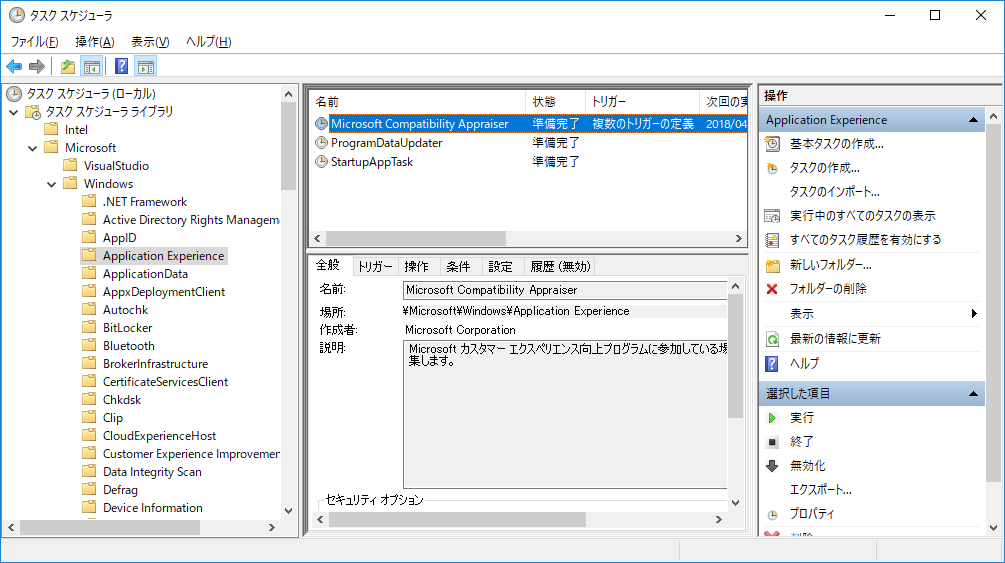 タスク スケジューラ
ファイル(F) 操作(A) 表示(V) ヘルプ(H)
タスク スケジューラ (ローカル)
タスク スケジューラ ライブラリ
Intel
Microsoft
VisualStudio
Windows
.NET Framework
Active Directory Rights Managem
AppID
Application Experience
ApplicationData
AppxDeploymentClient
Autochk
BitLocker
Bluetooth
BrokerInfrastructure
CertificateServicesClient
Chkdsk
Clip
CloudExperienceHost
Customer Experience Improvemen
Data Integrity Scan
Defrag
Device Information
名前 状態 トリガー 次回の実
Microsoft Compatibility Appraiser 準備完了 複数のトリガーの定義 2018/04
ProgramDataUpdater 準備完了
StartupAppTask 準備完了
全般 トリガー 操作 条件 設定 履歴 (無効)
名前: Microsoft Compatibility Appraiser
場所: ¥Microsoft¥Windows¥Application Experience
作成者: Microsoft Corporation
説明: Microsoft カスタマー エクスペリエンス向上プログラムに参加している場
集します。
セキュリティ オプション
操作
Application Experience
基本タスクの作成...
タスクの作成...
タスクのインポート...
実行中のすべてのタスクの表示
すべてのタスク履歴を有効にする
新しいフォルダー...
フォルダーの削除
表示
最新の情報に更新
ヘルプ
選択した項目
実行
終了
無効化
エクスポート...
プロパティ
削除